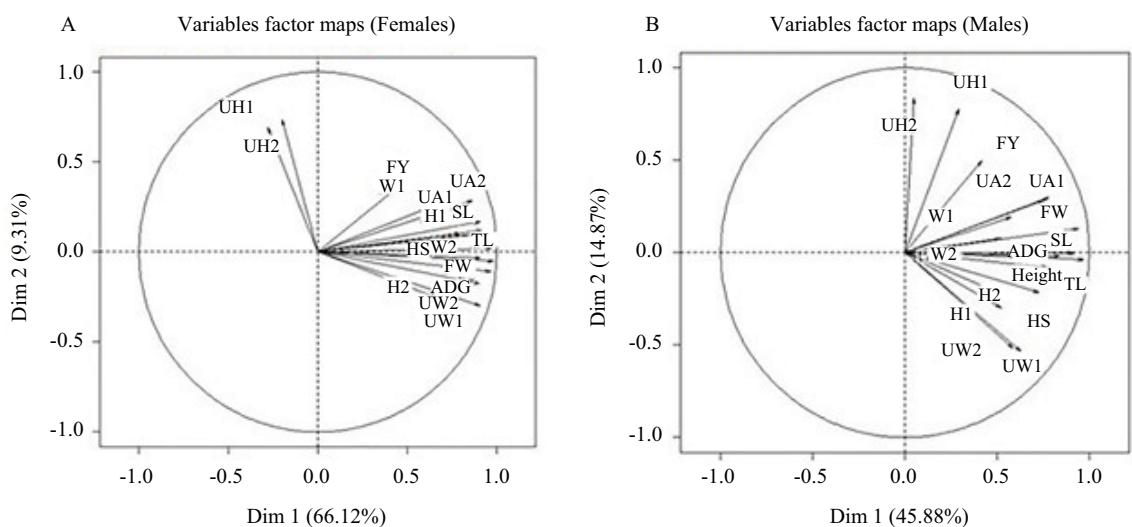 A
Variables factor maps (Females)
1.0
0.5
0.0
-0.5
-1.0
Dim 2 (9.31%)
UH1
UH2
FY
W1
UA2
UA1
SL
H1
TL
HS
W2
FW
H2
ADG
UW2
UW1
-1.0 -0.5 0.0 0.5 1.0
Dim 1 (66.12%)
B
Variables factor maps (Males)
1.0
0.5
0.0
-0.5
-1.0
Dim 2 (14.87%)
UH1
UH2
FY
UA2
UA1
W1
FW
SL
W2
ADG
Height
TL
H2
H1
HS
UW2
UW1
-1.0 -0.5 0.0 0.5 1.0
Dim 1 (45.88%)